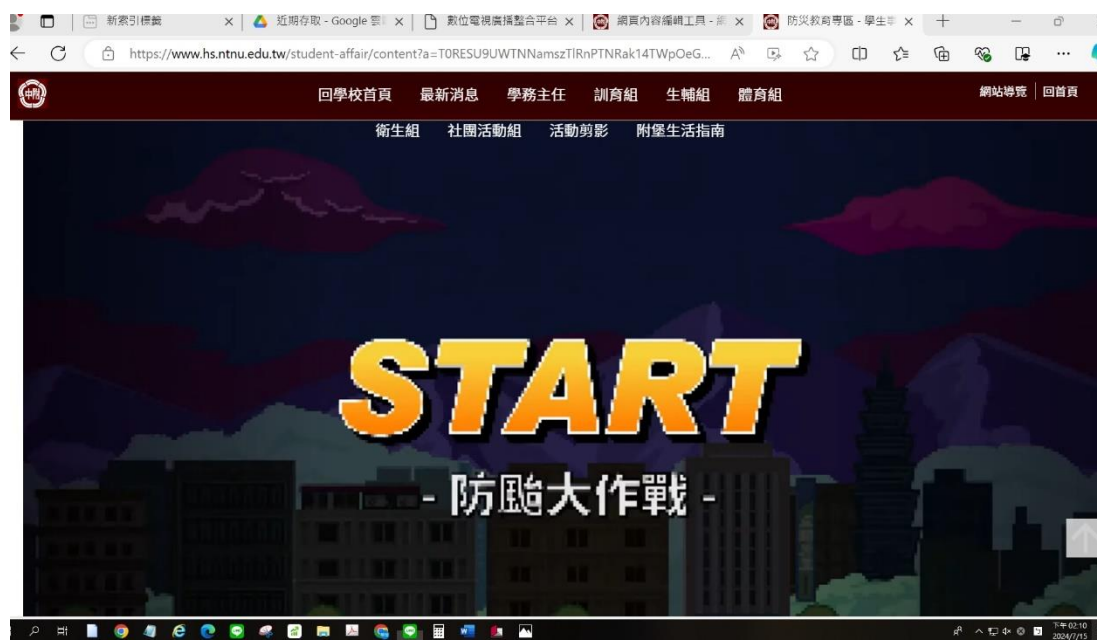 新索引標籤
近期存取 - Google 雲
數位電視廣播整合平台
網頁內容編輯工具 - 網
防災教育專區 - 學生事
https://www.hs.ntnu.edu.tw/student-affair/content?a=T0RESU9UWTNNamszTlRnPTNRak14TWpOeG...
中附
回學校首頁 最新消息 學務主任 訓育組 生輔組 體育組
網站導覽 | 回首頁
衛生組 社團活動組 活動剪影 附堡生活指南
START
- 防颱大作戰 -
下午 02:10
2024/7/15